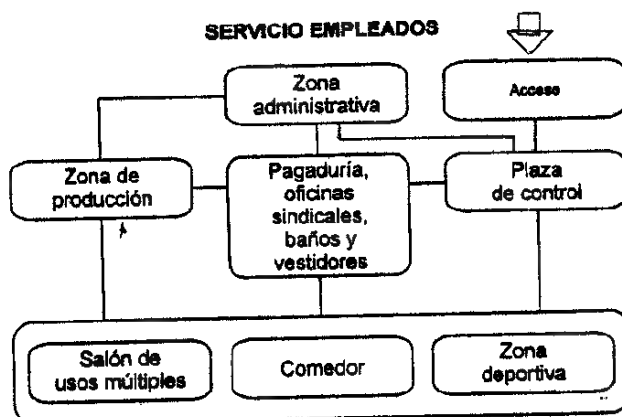 SERVICIO EMPLEADOS
Zona
administrativa
Acceso
Zona de
producción
Pagaduría,
oficinas
sindicales,
baños y
vestidores
Plaza
de control
Salón de
usos múltiples
Comedor
Zona
deportiva